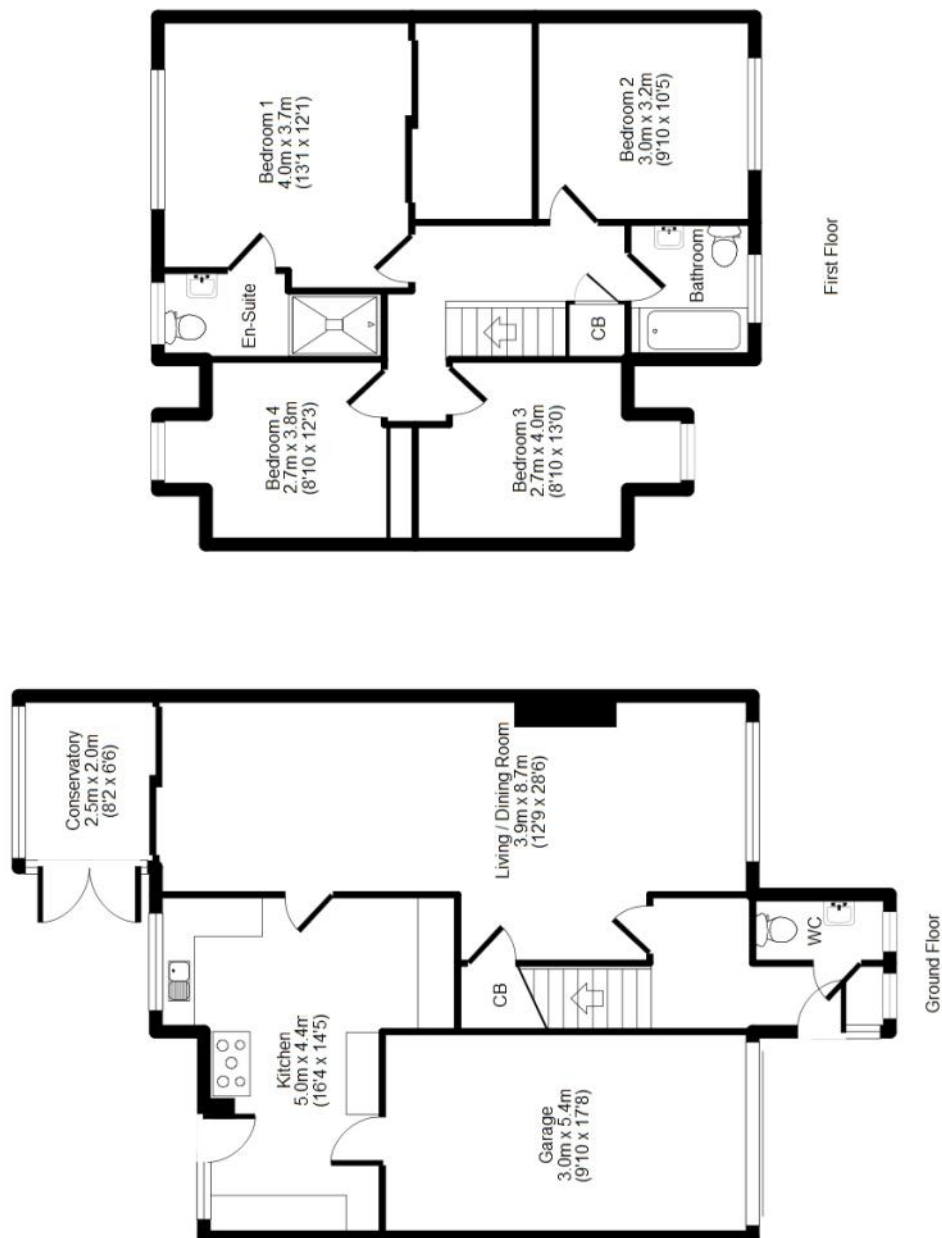 Bedroom 1
4.0m x 3.7m
(13'1 x 12'1)
Bedroom 2
3.0m x 3.2m
(9'10 x 10'5)
En-Suite
Bathroom
CB
Bedroom 4
2.7m x 3.8m
(8'10 x 12'3)
Bedroom 3
2.7m x 4.0m
(8'10 x 13'0)
First Floor
Conservatory
2.5m x 2.0m
(8'2 x 6'6)
Living / Dining Room
3.9m x 8.7m
(12'9 x 28'6)
WC
CB
Kitchen
5.0m x 4.4m
(16'4 x 14'5)
Garage
3.0m x 5.4m
(9'10 x 17'8)
Ground Floor